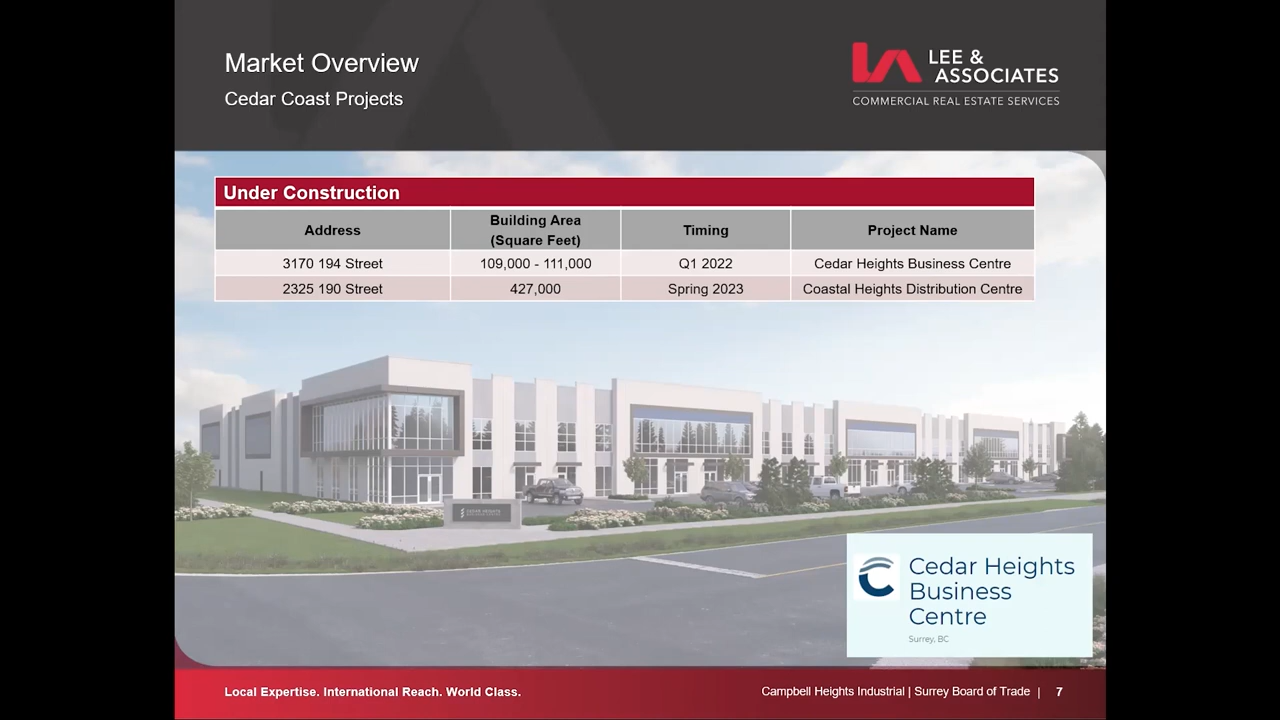 Market Overview
Cedar Coast Projects
LEE &
ASSOCIATES
COMMERCIAL REAL ESTATE SERVICES
Under Construction
Address
Building Area
(Square Feet)
Timing
Project Name
3170 194 Street 109,000 - 111,000 Q1 2022 Cedar Heights Business Centre
2325 190 Street 427,000 Spring 2023 Coastal Heights Distribution Centre
CEDAR HEIGHTS
Cedar Heights
Business
Centre
Surrey, BC
Local Expertise. International Reach. World Class.
Campbell Heights Industrial | Surrey Board of Trade | 7